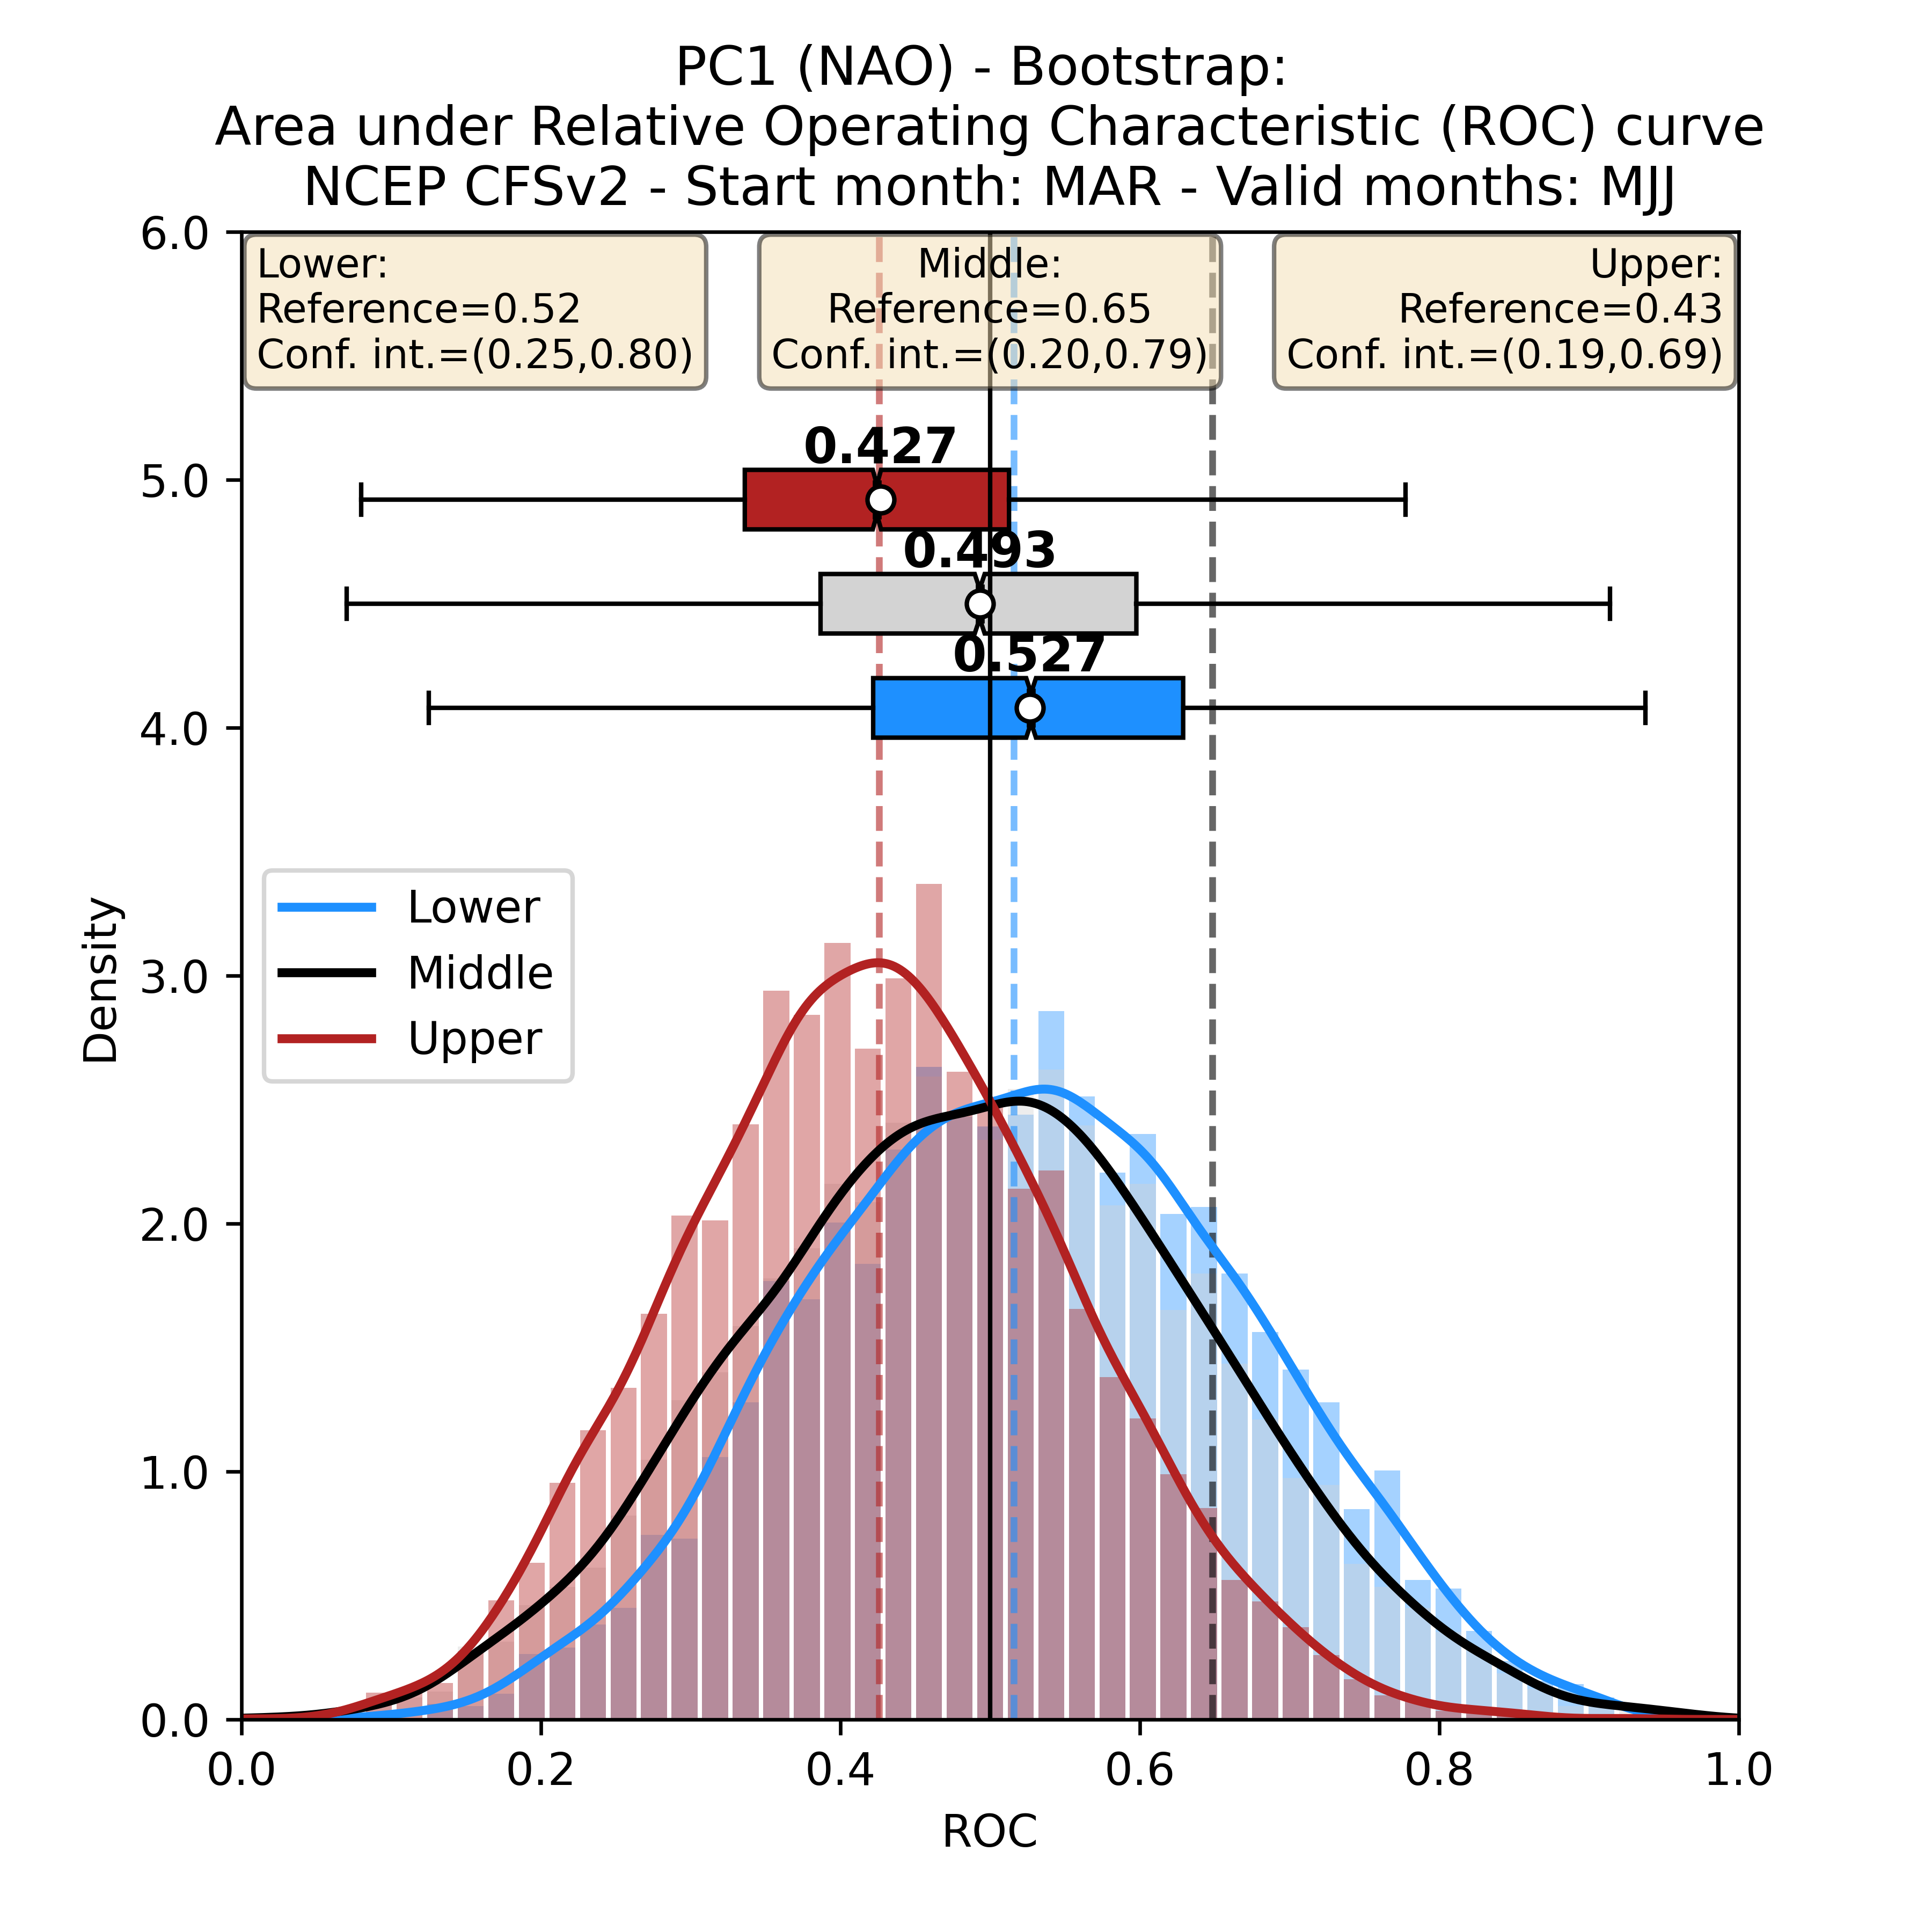 PC1 (NAO) - Bootstrap:
Area under Relative Operating Characteristic (ROC) curve
NCEP CFSv2 - Start month: MAR - Valid months: MJJ
6.0
Lower:
Reference=0.52
Conf. int.=(0.25,0.80)
Middle:
Reference=0.65
Conf. int.=(0.20,0.79)
Upper:
Reference=0.43
Conf. int.=(0.19,0.69)
0.427
5.0
0.493
0.527
4.0
Lower
Middle
Upper
Density
3.0
2.0
1.0
0.0
0.0 0.2 0.4 0.6 0.8 1.0
ROC